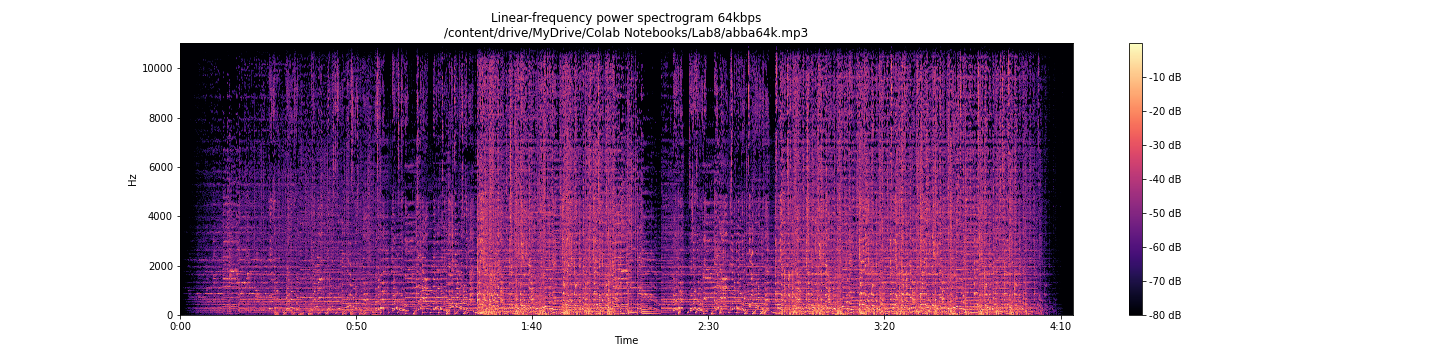 Linear-frequency power spectrogram 64kbps
/content/drive/MyDrive/Colab Notebooks/Lab8/abba64k.mp3
10000
8000
6000
4000
2000
0
Hz
0:00
0:50
1:40
2:30
3:20
4:10
Time
-10 dB
-20 dB
-30 dB
-40 dB
-50 dB
-60 dB
-70 dB
-80 dB